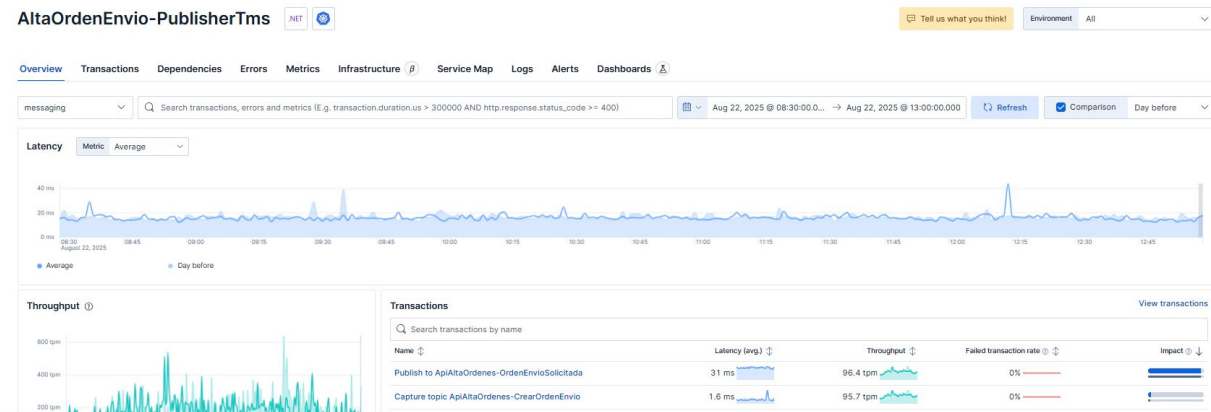 AltaOrdenEnvio-PublisherTms .NET
Tell us what you think! Environment All
Overview Transactions Dependencies Errors Metrics Infrastructure β Service Map Logs Alerts Dashboards
messaging Search transactions, errors and metrics (E.g. transaction.duration.us > 300000 AND http.response.status_code >= 400) Aug 22, 2025 @ 08:30:00.0... → Aug 22, 2025 @ 13:00:00.000 Refresh Comparison Day before
Latency Metric Average
40 ms
20 ms
0 ms
08:30 08:45 09:00 09:15 09:30 09:45 10:00 10:15 10:30 10:45 11:00 11:15 11:30 11:45 12:00 12:15 12:30 12:45
August 22, 2025
Average Day before
Throughput
600 tpm
400 tpm
200 tpm
Transactions View transactions
Search transactions by name
Name Latency (avg.) Throughput Failed transaction rate Impact
Publish to ApiAltaOrdenes-OrdenEnvioSolicitada 31 ms 96.4 tpm 0%
Capture topic ApiAltaOrdenes-CrearOrdenEnvio 1.6 ms 95.7 tpm 0%